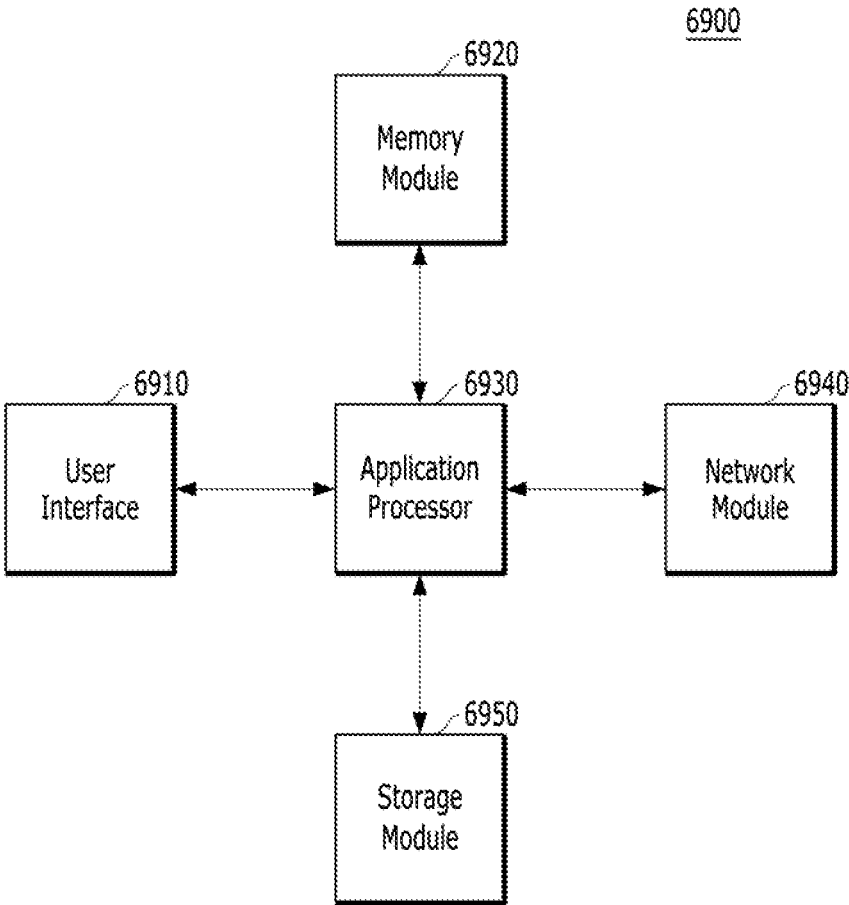 6900
6920
Memory
Module
6910
User
Interface
6930
Application
Processor
6940
Network
Module
6950
Storage
Module